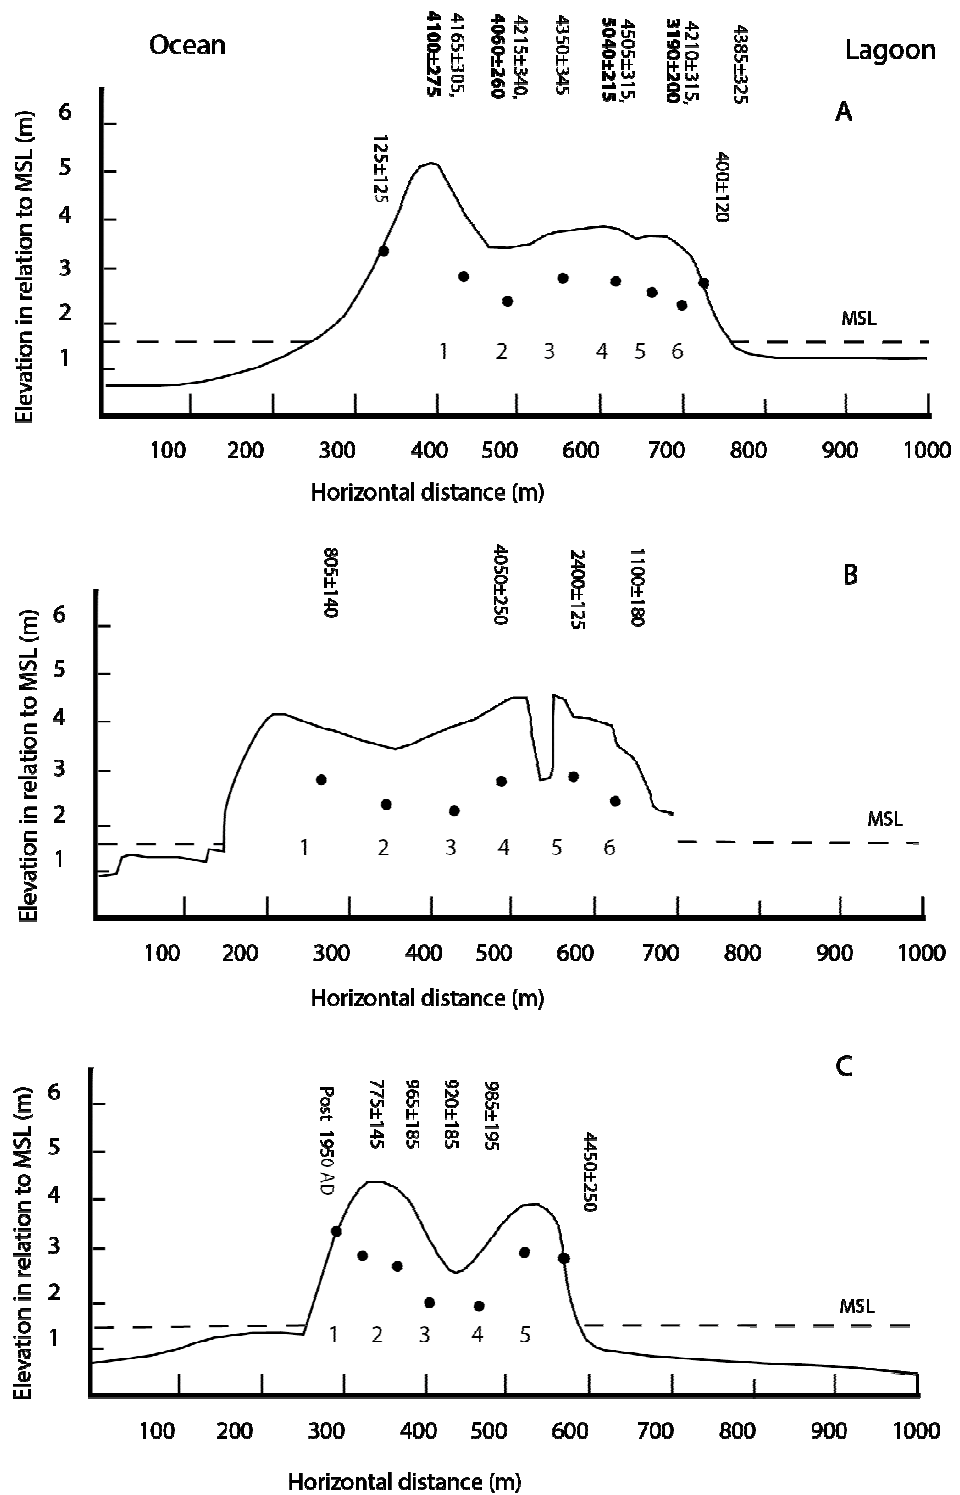 Ocean
Lagoon
4165±305,
4100±275
4215±340,
4060±260
4350±345
4505±315,
5040±215
4210±315,
3190±200
4385±325
A
125±125
400±120
Elevation in relation to MSL (m)
6
5
4
3
2
1
MSL
1 2 3 4 5 6
100 200 300 400 500 600 700 800 900 1000
Horizontal distance (m)
B
805±140
4050±250
2400±125
1100±180
Elevation in relation to MSL (m)
6
5
4
3
2
1
MSL
1 2 3 4 5 6
100 200 300 400 500 600 700 800 900 1000
Horizontal distance (m)
C
Post 1950 AD
775±145
965±185
920±185
985±195
4450±250
Elevation in relation to MSL (m)
6
5
4
3
2
1
MSL
1 2 3 4 5
100 200 300 400 500 600 700 800 900 1000
Horizontal distance (m)